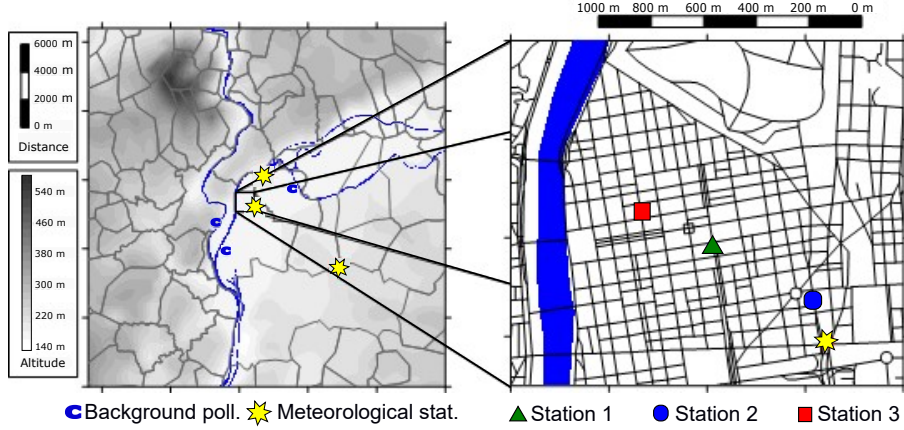 1000 m 800 m 600 m 400 m 200 m 0 m
6000 m
4000 m
2000 m
0 m
Distance
540 m
460 m
380 m
300 m
220 m
140 m
Altitude
Background poll. Meteorological stat.
Station 1 Station 2 Station 3